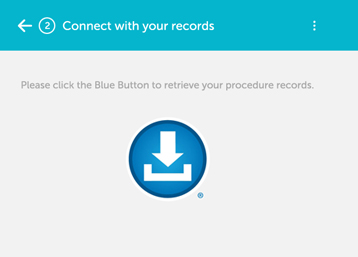 2 Connect with your records
Please click the Blue Button to retrieve your procedure records.
®